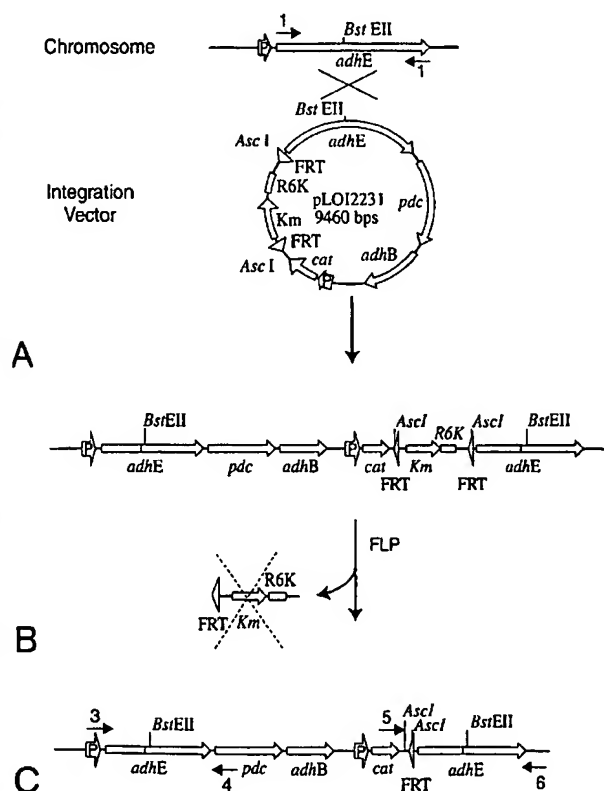 1
Bst EII
Chromosome
P
adhE
1
Bst EII
Asc I
adhE
FRT
R6K
Integration
Vector
pLOI2231
9460 bps
pdc
Km
FRT
Asc I
cat
adhB
P
A
BstEII
AscI
R6K
AscI
BstEII
P
P
adhE
pdc
adhB
cat
Km
adhE
FRT
FRT
FLP
R6K
FRT
Km
B
3
BstEII
5
AscI
AscI
BstEII
P
P
adhE
pdc
adhB
cat
adhE
4
FRT
6
C